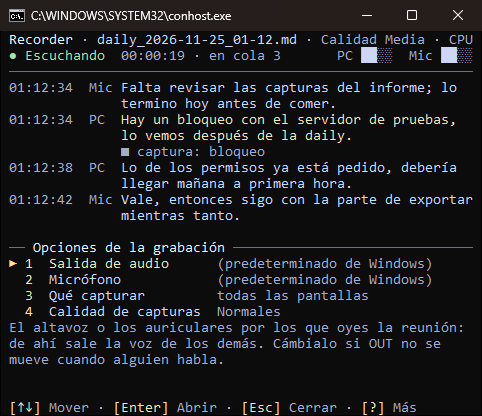 C:\WINDOWS\SYSTEM32\conhost.exe
Recorder · daily_2026-11-25_01-12.md · Calidad Media · CPU
● Escuchando 00:00:19 · en cola 3 PC Mic
01:12:34 Mic Falta revisar las capturas del informe; lo
termino hoy antes de comer.
01:12:34 PC Hay un bloqueo con el servidor de pruebas,
lo vemos después de la daily.
■ captura: bloqueo
01:12:38 PC Lo de los permisos ya está pedido, debería
llegar mañana a primera hora.
01:12:42 Mic Vale, entonces sigo con la parte de exportar
mientras tanto.
Opciones de la grabación
► 1 Salida de audio (predeterminado de Windows)
2 Micrófono (predeterminado de Windows)
3 Qué capturar todas las pantallas
4 Calidad de capturas Normales
El altavoz o los auriculares por los que oyes la reunión:
de ahí sale la voz de los demás. Cámbialo si OUT no se
mueve cuando alguien habla.
[↑↓] Mover · [Enter] Abrir · [Esc] Cerrar · [?] Más